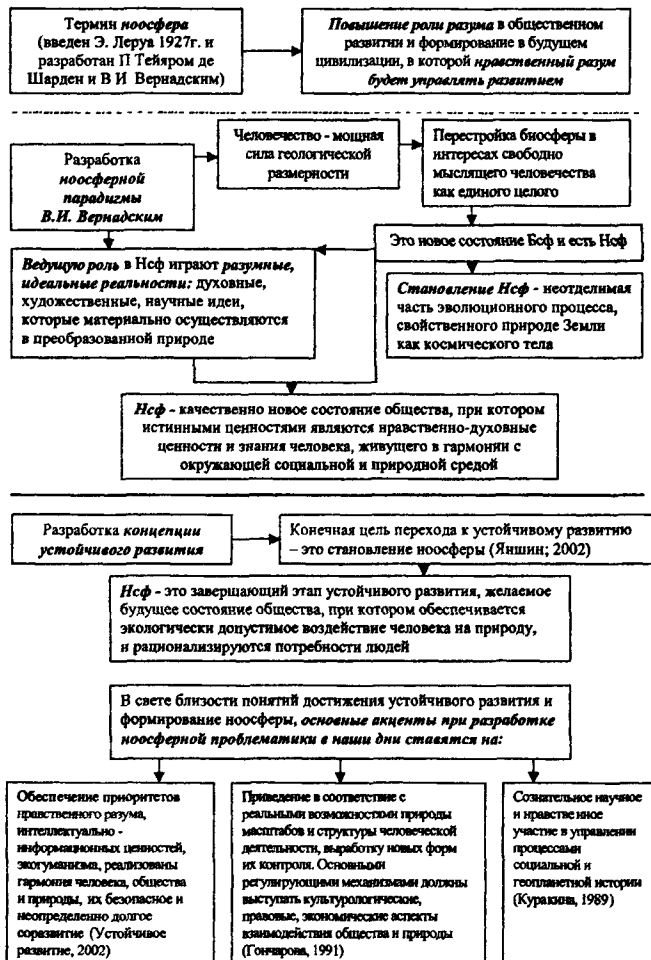 Термин ноосфера
(введен Э. Леруа 1927г. и
разработан П Тейяром де
Шарден и В И Вернадским)
Повышение роли разума в общественном
развитии и формирование в будущем
цивилизации, в которой нравственный разум
будет управлять развитием
Разработка
ноосферной
парадигмы
В.И. Вернадским
Человечество - мощная
сила геологической
размерности
Перестройка биосферы в
интересах свободно
мыслящего человечества
как единого целого
Это новое состояние Бсф и есть Нсф
Ведущую роль в Нсф играют разумные,
идеальные реальности: духовные,
художественные, научные идеи,
которые материально осуществляются
в преобразованной природе
Становление Нсф - неотделимая
часть эволюционного процесса,
свойственного природе Земли
как космического тела
Нсф - качественно новое состояние общества, при котором
истинными ценностями являются нравственно-духовные
ценности и знания человека, живущего в гармонии с
окружающей социальной и природной средой
Разработка концепции
устойчивого развития
Конечная цель перехода к устойчивому развитию
– это становление ноосферы (Яншин; 2002)
Нсф - это завершающий этап устойчивого развития, желаемое
будущее состояние общества, при котором обеспечивается
экологически допустимое воздействие человека на природу,
и рационализируются потребности людей
В свете близости понятий достижения устойчивого развития и
формирование ноосферы, основные акценты при разработке
ноосферной проблематики в наши дни ставятся на:
Обеспечение приоритетов
нравственного разума,
интеллектуально -
информационных ценностей,
экогуманизма, реализованы
гармония человека, общества
и природы, их безопасное и
неопределенно долгое
соразвитие (Устойчивое
развитие, 2002)
Приведение в соответствие с
реальными возможностями природы
масштабов и структуры человеческой
деятельности, выработку новых форм
их контроля. Основными
регулирующими механизмами должны
выступать культурологические,
правовые, экономические аспекты
взаимодействия общества и природы
(Гончарова, 1991)
Сознательное научное
и нравственное
участие в управлении
процессами
социальной и
геопланетной истории
(Куракина, 1989)